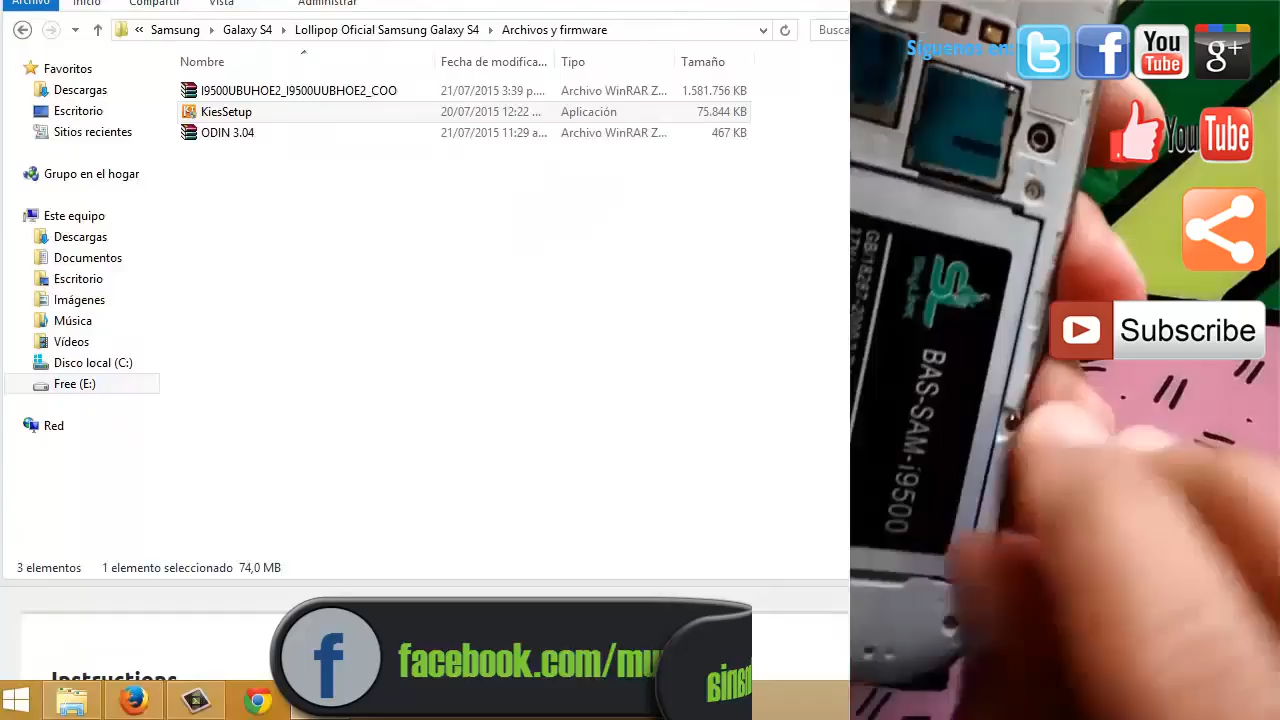 Archivo Inicio Compartir Vista Administrar
Samsung Galaxy S4 Lollipop Oficial Samsung Galaxy S4 Archivos y firmware
Nombre Fecha de modifica... Tipo Tamaño
Favoritos
Descargas
Escritorio
Sitios recientes
Grupo en el hogar
Este equipo
Descargas
Documentos
Escritorio
Imágenes
Música
Vídeos
Disco local (C:)
Free (E:)
Red
I9500UBUHOE2_I9500UUBHOE2_COO 21/07/2015 3:39 p.... Archivo WinRAR Z... 1.581.756 KB
KiesSetup 20/07/2015 12:22 ... Aplicación 75.844 KB
ODIN 3.04 21/07/2015 11:29 a... Archivo WinRAR Z... 467 KB
3 elementos 1 elemento seleccionado 74,0 MB
Instructions
facebook.com/mu
Síguenos en:
You
Tube
g+
YouTube
Subscribe
SL
BAS-SAM-i9500